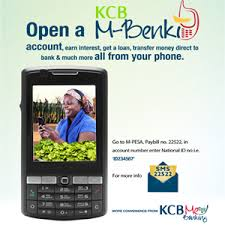 KCB
Open a M-Benki
account, earn interest, get a loan, transfer money direct to
bank & much more all from your phone.
Go to M-PESA, Paybill no. 22522, in
account number enter National ID no i.e.
'ID234567'
For more info
SMS
22522
MORE CONVENIENCE FROM KCB Mobi
Banking